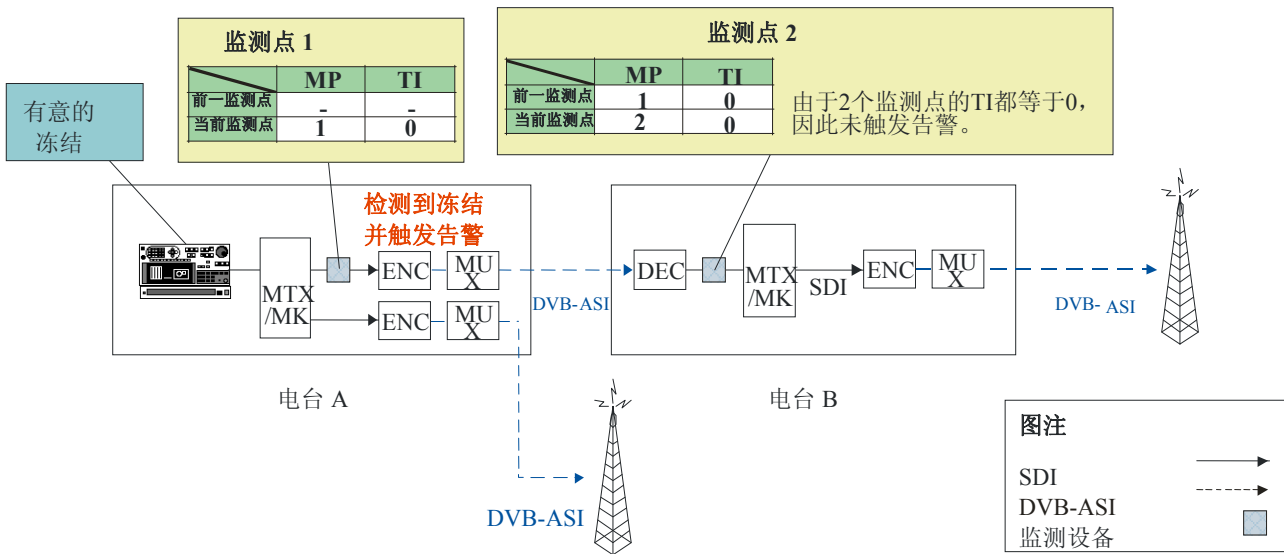 监测点 1
MP TI
前一监测点 - -
当前监测点 1 0
监测点 2
MP TI
前一监测点 1 0
当前监测点 2 0
由于2个监测点的TI都等于0,
因此未触发告警。
有意的
冻结
检测到冻结
并触发告警
MTX
/MK
ENC
MU
X
ENC
MU
X
DVB-ASI
DEC
MTX
/MK
SDI
ENC
MU
X
DVB- ASI
电台 A
电台 B
DVB-ASI
图注
SDI
DVB-ASI
监测设备